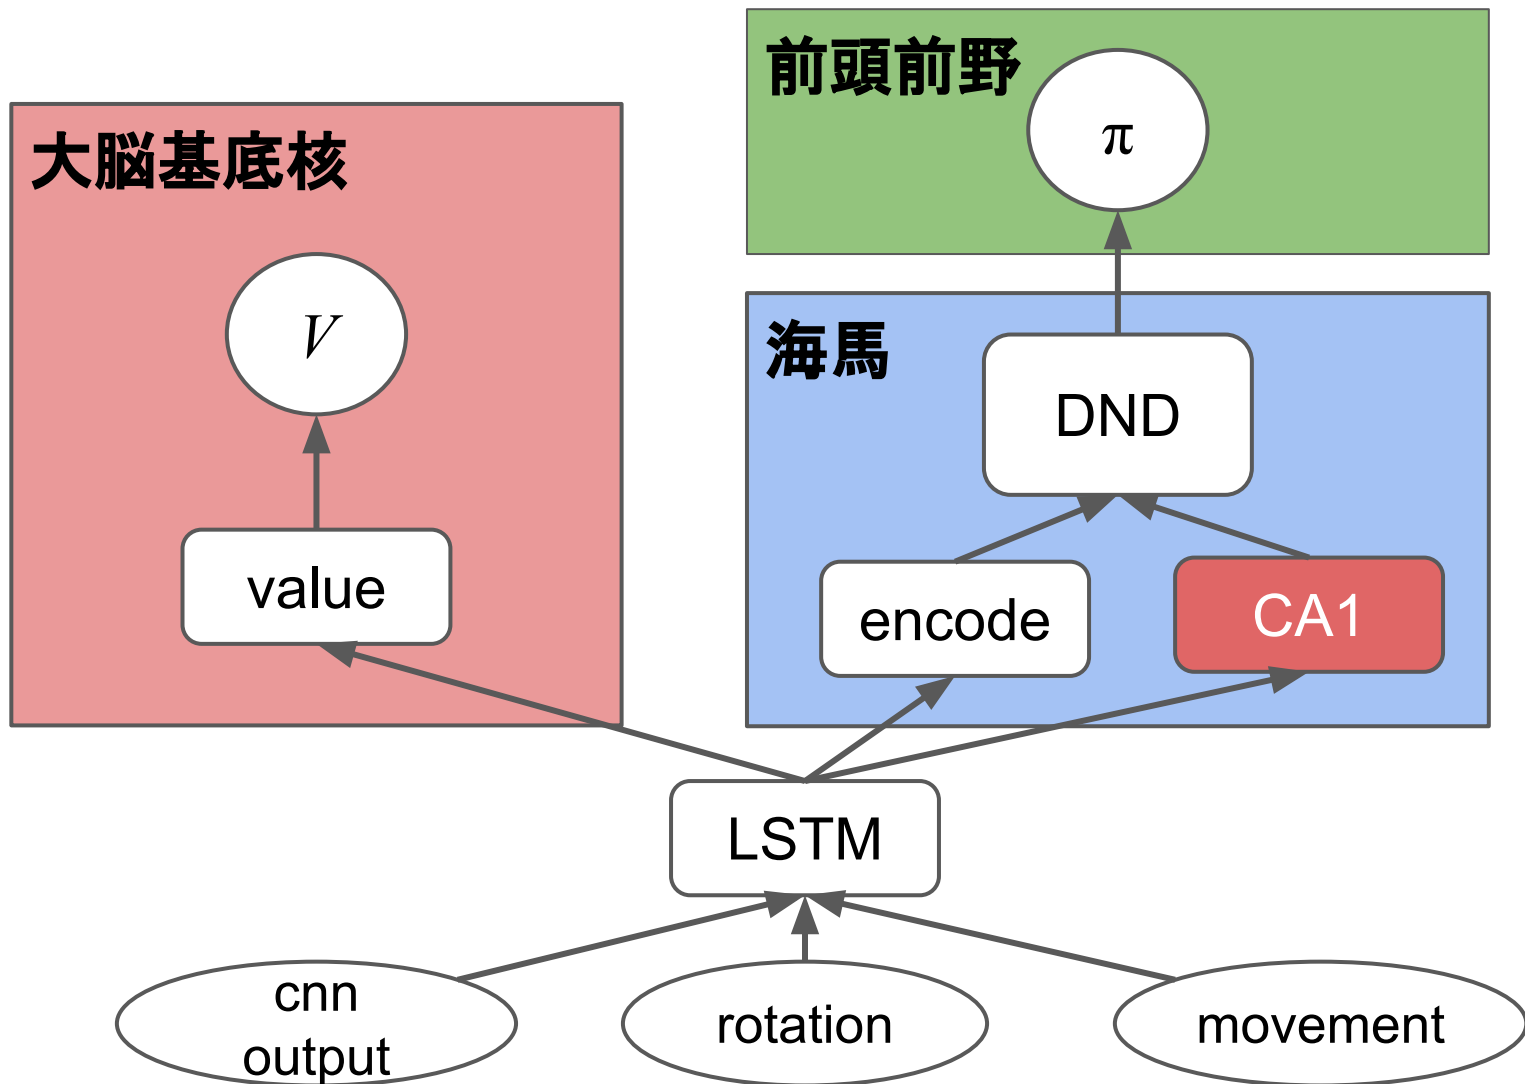 前頭前野
π
大脳基底核
V
海馬
DND
value
encode
CA1
LSTM
cnn
output
rotation
movement